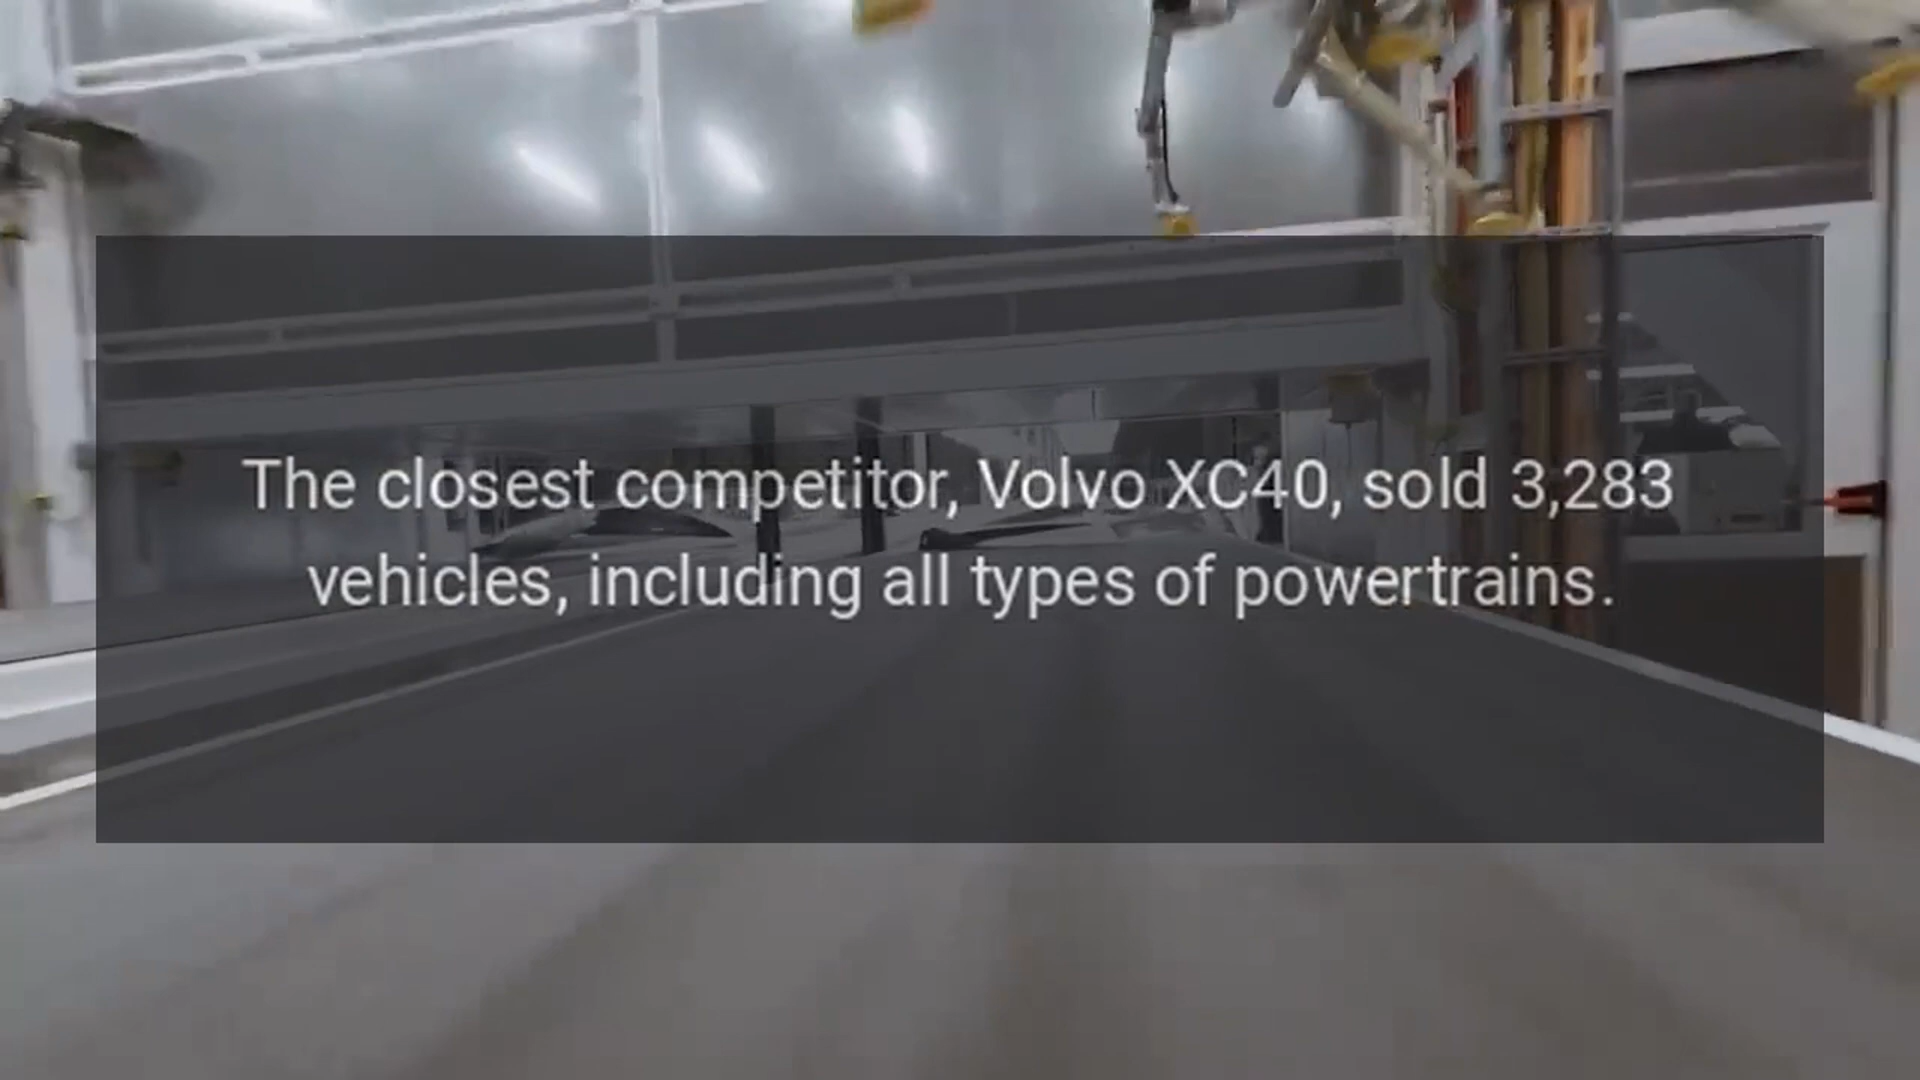 The closest competitor, Volvo XC40, sold 3,283
vehicles, including all types of powertrains.